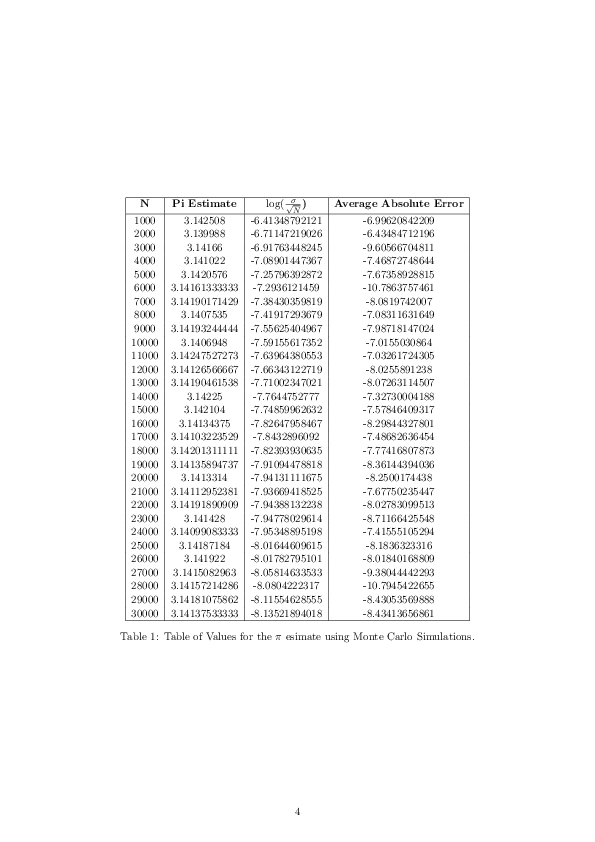 N Pi Estimate log(σ/√N) Average Absolute Error
1000 3.142508 -6.41348792121 -6.99620842209
2000 3.139988 -6.71147219026 -6.43484712196
3000 3.14166 -6.91763448245 -9.60566704811
4000 3.141022 -7.08901447367 -7.46872748644
5000 3.1420576 -7.25796392872 -7.67358928815
6000 3.14161333333 -7.2936121459 -10.7863757461
7000 3.14190171429 -7.38430359819 -8.0819742007
8000 3.1407535 -7.41917293679 -7.08311631649
9000 3.14193244444 -7.55625404967 -7.98718147024
10000 3.1406948 -7.59155617352 -7.0155030864
11000 3.14247527273 -7.63964380553 -7.03261724305
12000 3.14126566667 -7.66343122719 -8.0255891238
13000 3.14190461538 -7.71002347021 -8.07263114507
14000 3.14225 -7.7644752777 -7.32730004188
15000 3.142104 -7.74859962632 -7.57846409317
16000 3.14134375 -7.82647958467 -8.29844327801
17000 3.14103223529 -7.8432896092 -7.48682636454
18000 3.14201311111 -7.82393930635 -7.77416807873
19000 3.14135894737 -7.91094478818 -8.36144394036
20000 3.1413314 -7.94131111675 -8.2500174438
21000 3.14112952381 -7.93669418525 -7.67750235447
22000 3.14191890909 -7.94388132238 -8.02783099513
23000 3.141428 -7.94778029614 -8.71166425548
24000 3.14099083333 -7.95348895198 -7.41555105294
25000 3.14187184 -8.01644609615 -8.1836323316
26000 3.141922 -8.01782795101 -8.01840168809
27000 3.1415082963 -8.05814633533 -9.38044442293
28000 3.14157214286 -8.0804222317 -10.7945422655
29000 3.14181075862 -8.11554628555 -8.43053569888
30000 3.14137533333 -8.13521894018 -8.43413656861
Table 1: Table of Values for the π esimate using Monte Carlo Simulations.
4